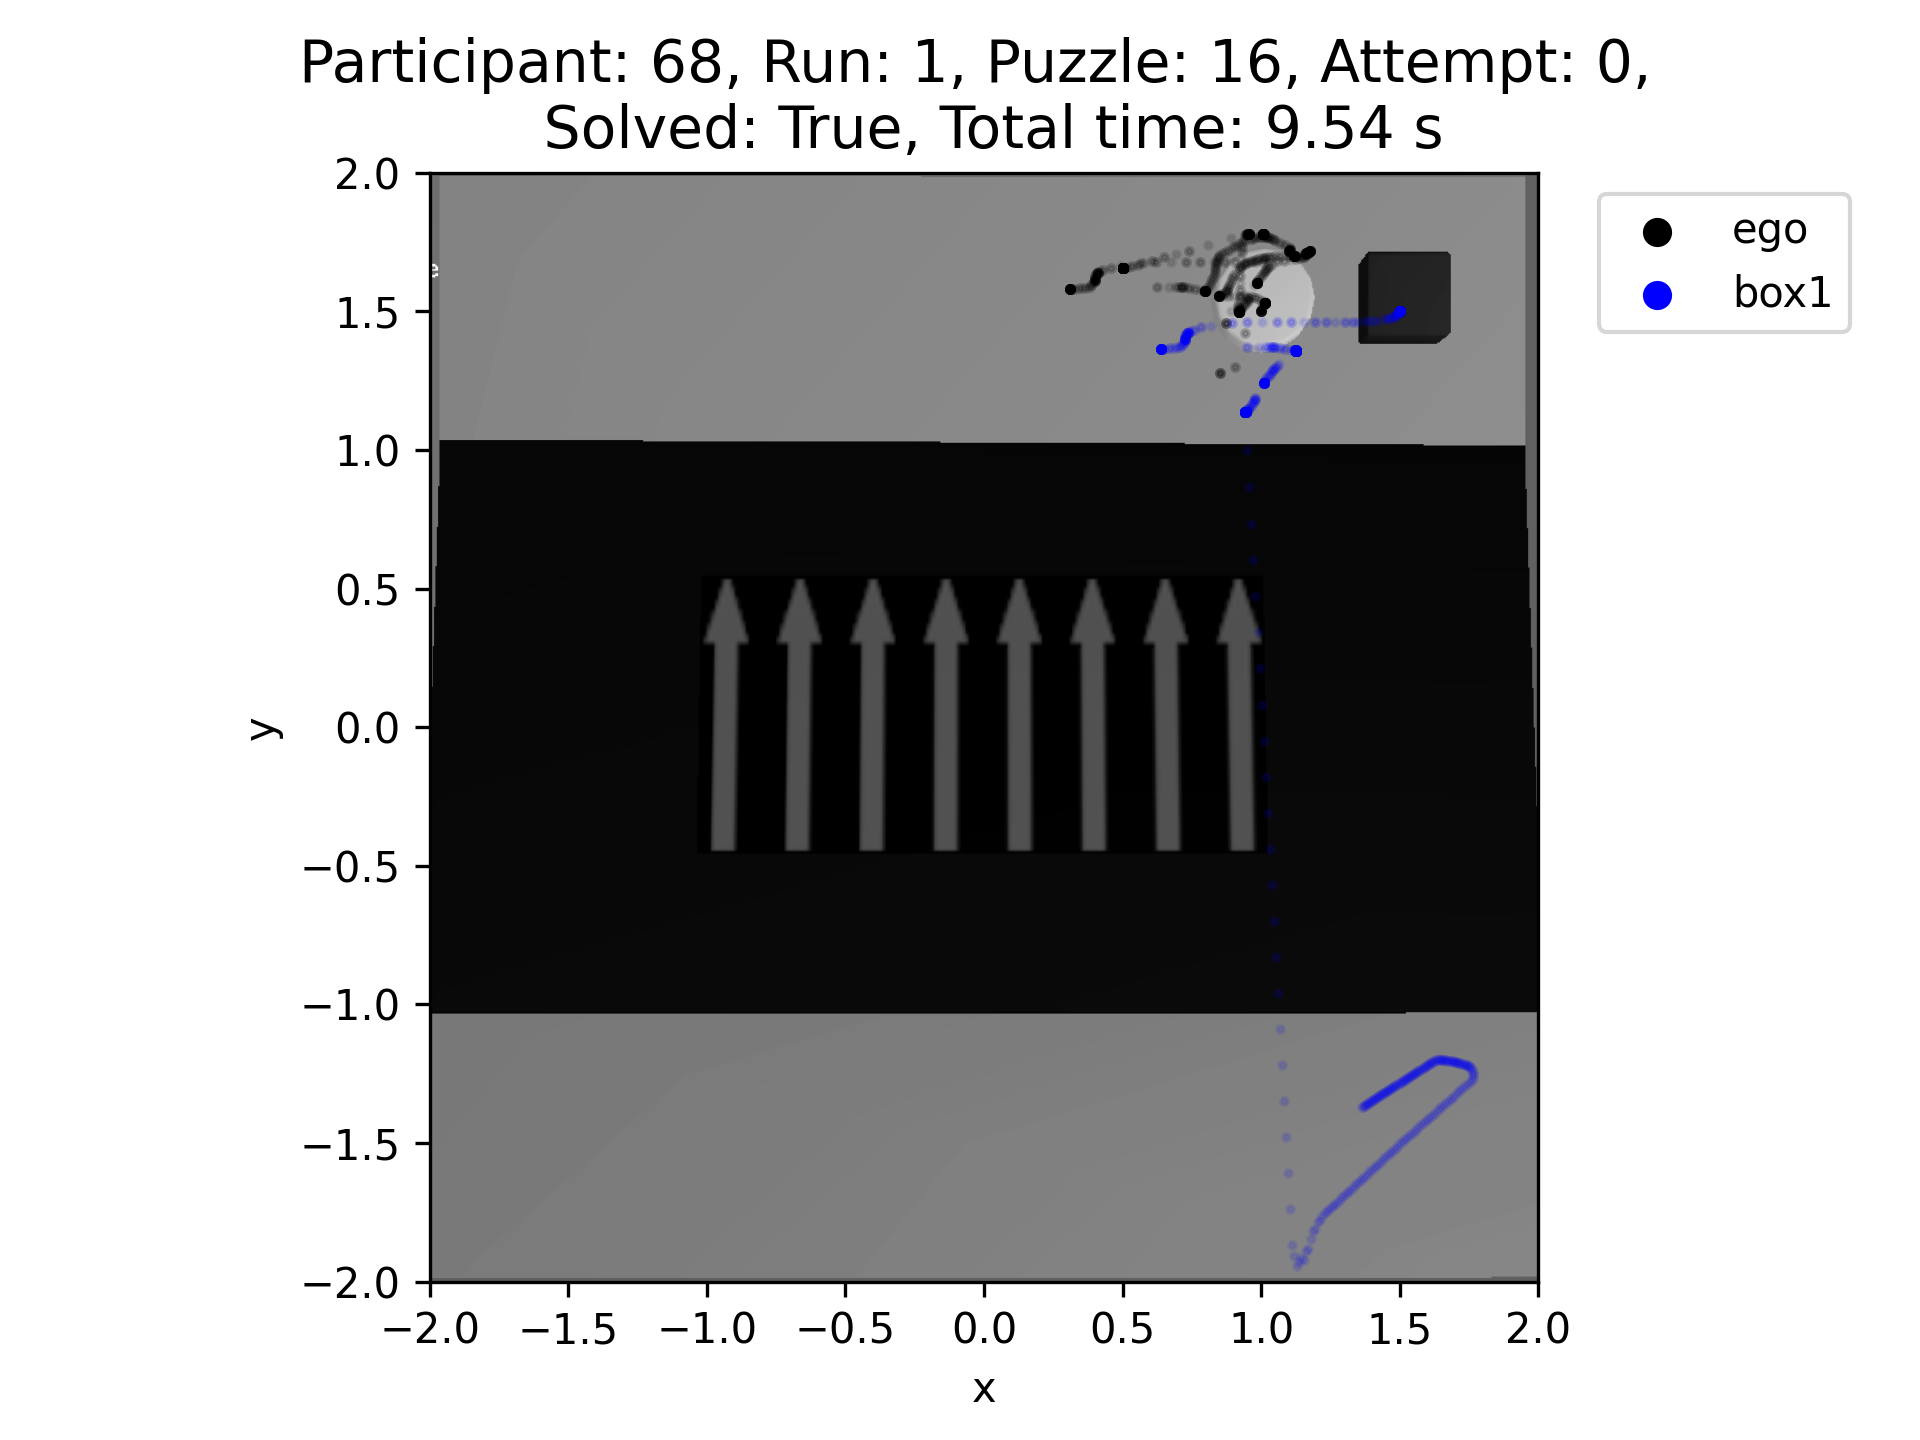 Participant: 68, Run: 1, Puzzle: 16, Attempt: 0,
Solved: True, Total time: 9.54 s
ego
box1
2.0
1.5
1.0
0.5
0.0
−0.5
−1.0
−1.5
−2.0
y
−2.0 −1.5 −1.0 −0.5 0.0 0.5 1.0 1.5 2.0
x